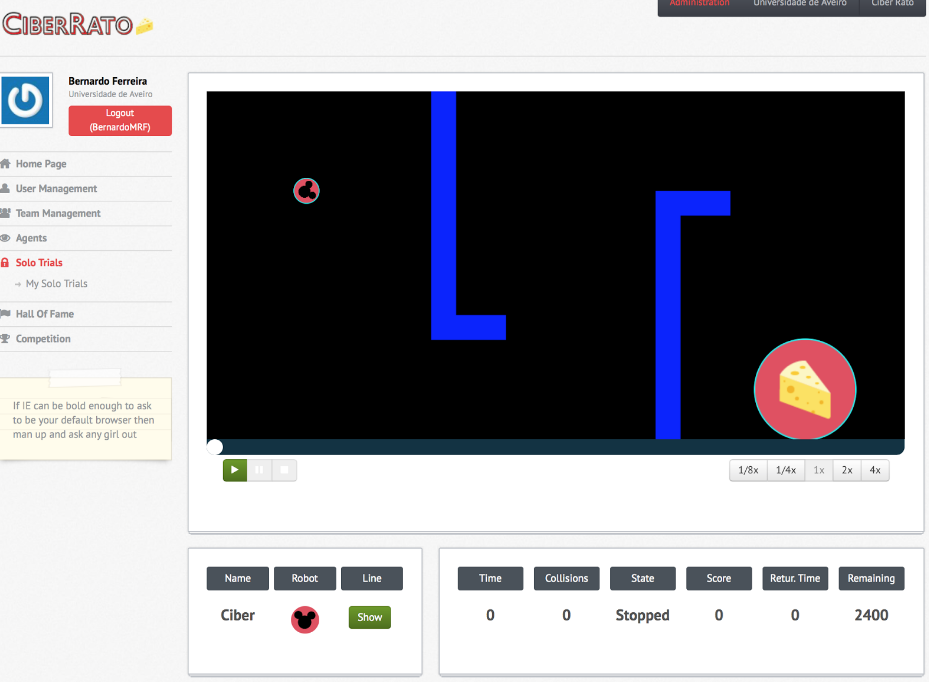 Administration Universidade de Aveiro Ciber Rato
CIBERRATO
Bernardo Ferreira
Universidade de Aveiro
Logout
(BernardoMRF)
Home Page
User Management
Team Management
Agents
Solo Trials
My Solo Trials
Hall Of Fame
Competition
If IE can be bold enough to ask
to be your default browser then
man up and ask any girl out
1/8x 1/4x 1x 2x 4x
Name Robot Line
Ciber Show
Time Collisions State Score Retur. Time Remaining
0 0 Stopped 0 0 2400